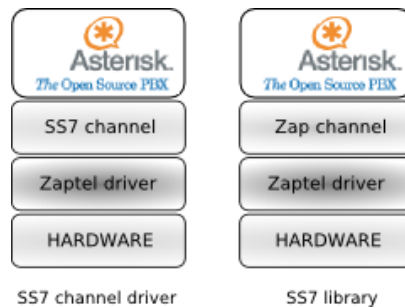 Asterisk.
The Open Source PBX
SS7 channel
Zaptel driver
HARDWARE
SS7 channel driver
Asterisk.
The Open Source PBX
Zap channel
Zaptel driver
HARDWARE
SS7 library